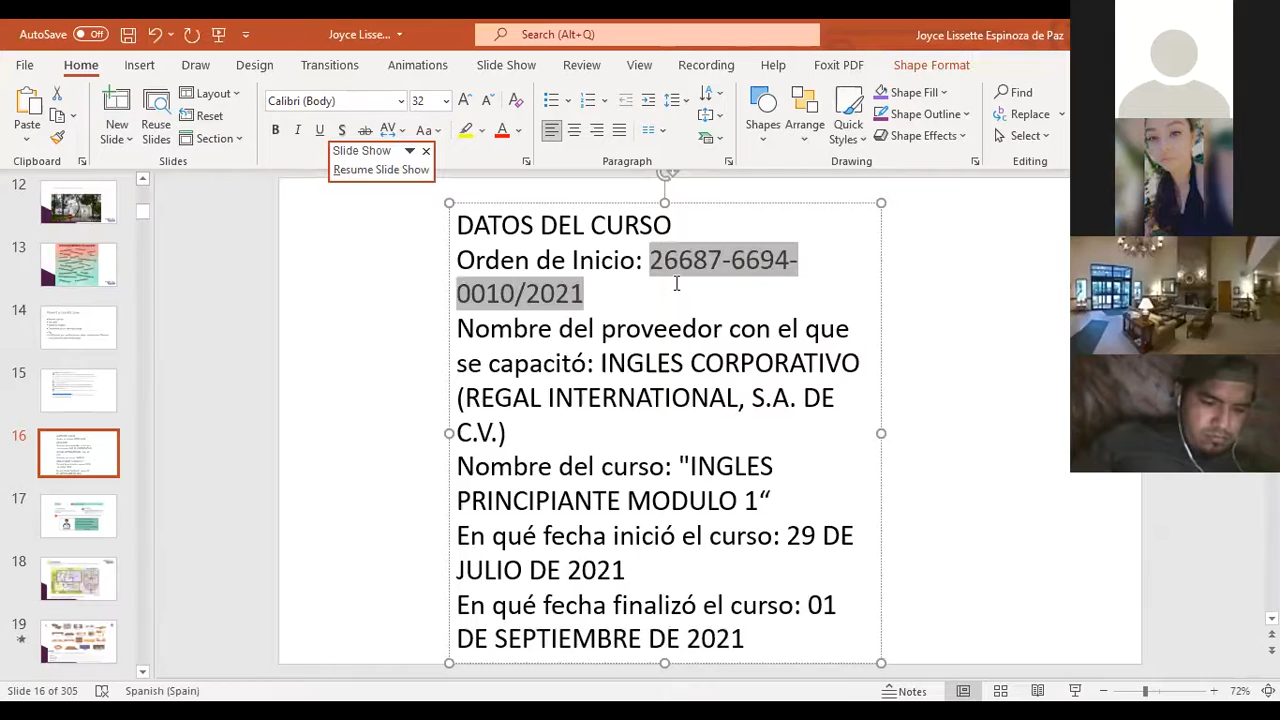 AutoSave Off Joyce Lisse... Search (Alt+Q) Joyce Lissette Espinoza de Paz
File Home Insert Draw Design Transitions Animations Slide Show Review View Recording Help Foxit PDF Shape Format
Paste
New Slide
Reuse Slides
Layout
Reset
Section
Calibri (Body) 32
B I U S ab AV Aa A
Shapes
Arrange
Quick Styles
Shape Fill
Shape Outline
Shape Effects
Find
Replace
Select
Clipboard Slides Paragraph Drawing Editing
Slide Show
Resume Slide Show
12
13
14
15
16
17
18
19
DATOS DEL CURSO
Orden de Inicio: 26687-6694-
0010/2021
Nombre del proveedor con el que
se capacitó: INGLES CORPORATIVO
(REGAL INTERNATIONAL, S.A. DE
C.V.)
Nombre del curso: "INGLES
PRINCIPIANTE MODULO 1“
En qué fecha inició el curso: 29 DE
JULIO DE 2021
En qué fecha finalizó el curso: 01
DE SEPTIEMBRE DE 2021
Slide 16 of 305 Spanish (Spain) Notes 72%